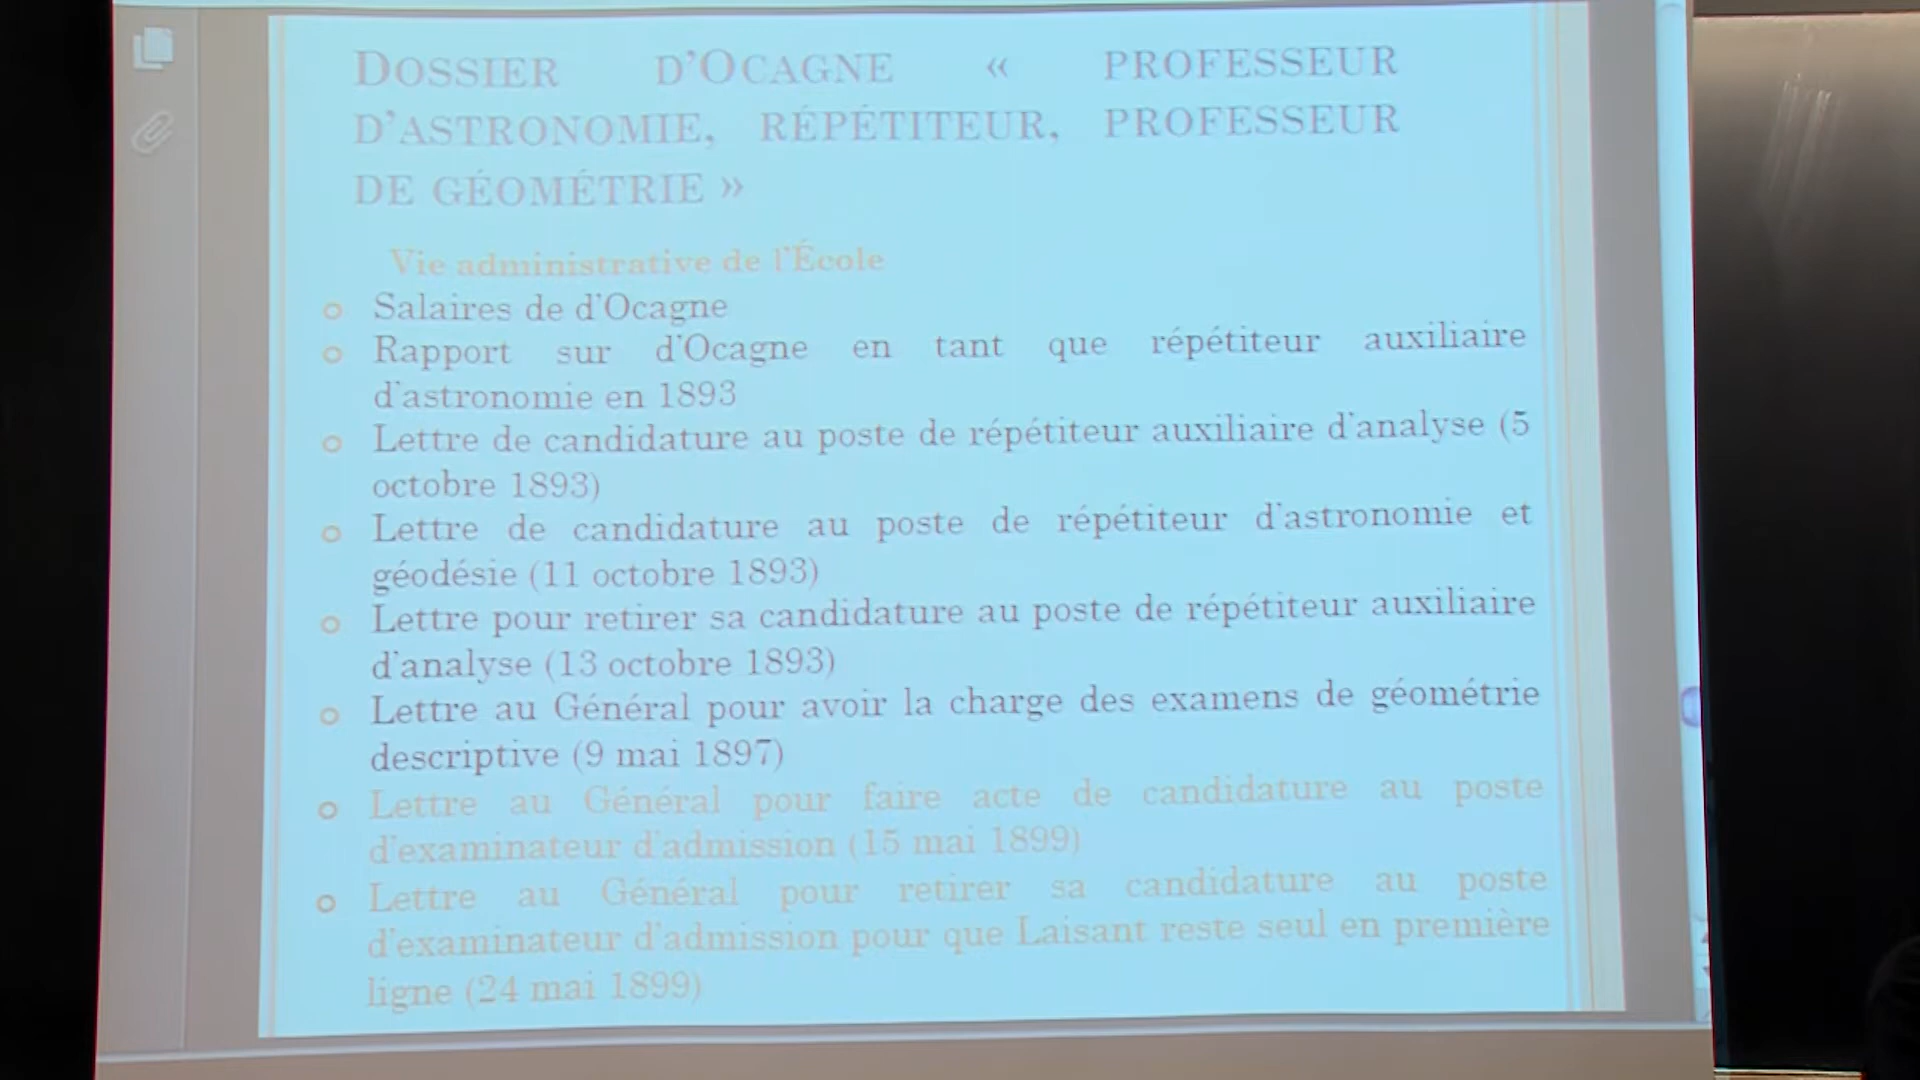 DOSSIER D'OCAGNE « PROFESSEUR
D'ASTRONOMIE, RÉPÉTITEUR, PROFESSEUR
DE GÉOMÉTRIE »
Vie administrative de l'École
Salaires de d'Ocagne
Rapport sur d'Ocagne en tant que répétiteur auxiliaire
d'astronomie en 1893
Lettre de candidature au poste de répétiteur auxiliaire d'analyse (5
octobre 1893)
Lettre de candidature au poste de répétiteur d'astronomie et
géodésie (11 octobre 1893)
Lettre pour retirer sa candidature au poste de répétiteur auxiliaire
d'analyse (13 octobre 1893)
Lettre au Général pour avoir la charge des examens de géométrie
descriptive (9 mai 1897)
Lettre au Général pour faire acte de candidature au poste
d'examinateur d'admission (15 mai 1899)
Lettre au Général pour retirer sa candidature au poste
d'examinateur d'admission pour que Laisant reste seul en première
ligne (24 mai 1899)